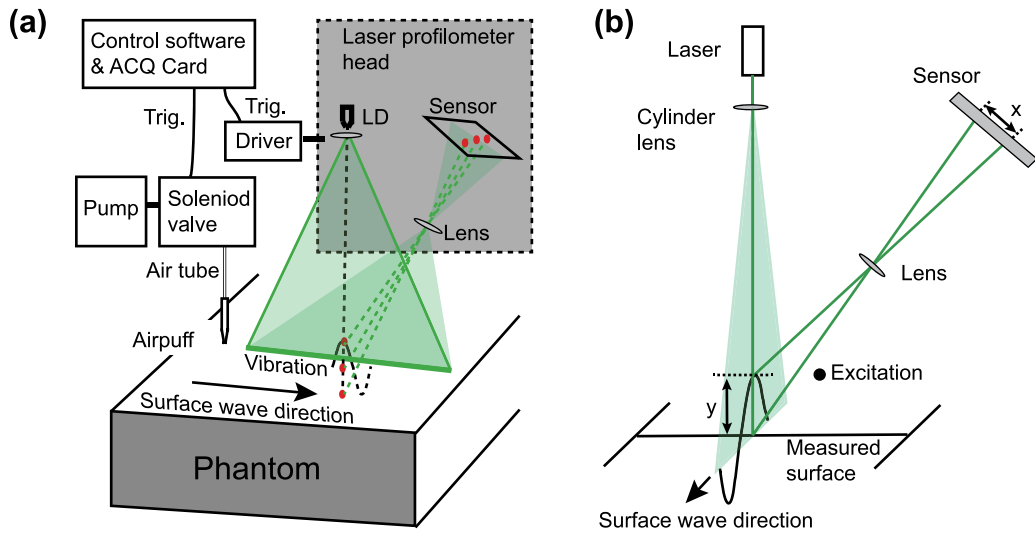 (a)
Control software
& ACQ Card
Trig.
Trig.
Driver
Laser profilometer
head
LD
Sensor
Lens
Pump
Soleniod
valve
Air tube
Airpuff
Vibration
Surface wave direction
Phantom
(b)
Laser
Cylinder
lens
Sensor
x
Lens
Excitation
y
Measured
surface
Surface wave direction